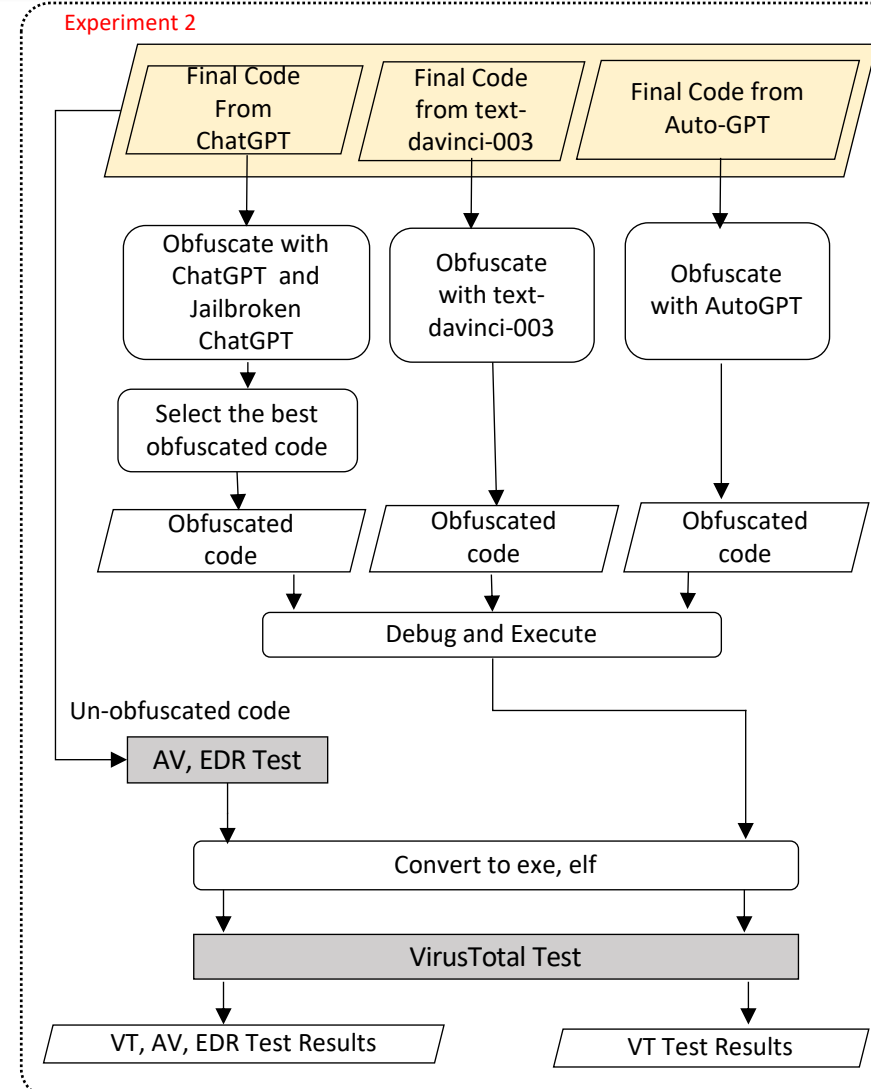 Experiment 2
Final Code
From
ChatGPT
Final Code
from text-
davinci-003
Final Code from
Auto-GPT
Obfuscate with
ChatGPT and
Jailbroken
ChatGPT
Obfuscate
with text-
davinci-003
Obfuscate
with AutoGPT
Select the best
obfuscated code
Obfuscated
code
Obfuscated
code
Obfuscated
code
Debug and Execute
Un-obfuscated code
AV, EDR Test
Convert to exe, elf
VirusTotal Test
VT, AV, EDR Test Results
VT Test Results